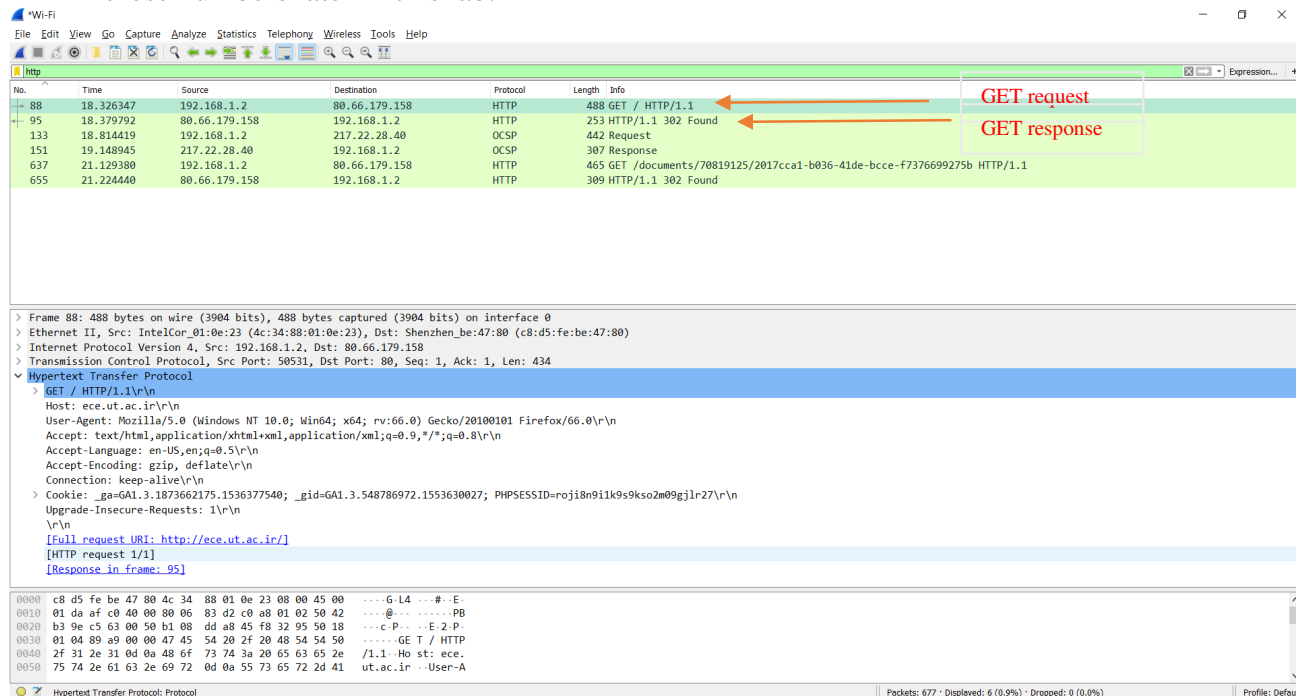 *Wi-Fi
File Edit View Go Capture Analyze Statistics Telephony Wireless Tools Help
http Expression... +
No. Time Source Destination Protocol Length Info
88 18.326347 192.168.1.2 80.66.179.158 HTTP 488 GET / HTTP/1.1
GET request
95 18.379792 80.66.179.158 192.168.1.2 HTTP 253 HTTP/1.1 302 Found
GET response
133 18.814419 192.168.1.2 217.22.28.40 OCSP 442 Request
151 19.148945 217.22.28.40 192.168.1.2 OCSP 307 Response
637 21.129380 192.168.1.2 80.66.179.158 HTTP 465 GET /documents/70819125/2017cca1-b036-41de-bcce-f7376699275b HTTP/1.1
655 21.224440 80.66.179.158 192.168.1.2 HTTP 309 HTTP/1.1 302 Found
> Frame 88: 488 bytes on wire (3904 bits), 488 bytes captured (3904 bits) on interface 0
> Ethernet II, Src: IntelCor_01:0e:23 (4c:34:88:01:0e:23), Dst: Shenzhen_be:47:80 (c8:d5:fe:be:47:80)
> Internet Protocol Version 4, Src: 192.168.1.2, Dst: 80.66.179.158
> Transmission Control Protocol, Src Port: 50531, Dst Port: 80, Seq: 1, Ack: 1, Len: 434
Hypertext Transfer Protocol
> GET / HTTP/1.1\r\n
Host: ece.ut.ac.ir\r\n
User-Agent: Mozilla/5.0 (Windows NT 10.0; Win64; x64; rv:66.0) Gecko/20100101 Firefox/66.0\r\n
Accept: text/html,application/xhtml+xml,application/xml;q=0.9,*/*;q=0.8\r\n
Accept-Language: en-US,en;q=0.5\r\n
Accept-Encoding: gzip, deflate\r\n
Connection: keep-alive\r\n
> Cookie: _ga=GA1.3.1873662175.1536377540; _gid=GA1.3.548786972.1553630027; PHPSESSID=roji8n9i1k9s9kso2m09gjlr27\r\n
Upgrade-Insecure-Requests: 1\r\n
\r\n
[Full request URI: http://ece.ut.ac.ir/]
[HTTP request 1/1]
[Response in frame: 95]
0000 c8 d5 fe be 47 80 4c 34 88 01 0e 23 08 00 45 00 ····G·L4 ···#··E·
0010 01 da af c0 40 00 80 06 83 d2 c0 a8 01 02 50 42 ····@··· ······PB
0020 b3 9e c5 63 00 50 b1 08 dd a8 45 f8 32 95 50 18 ···c·P·· ··E·2·P·
0030 01 04 89 a9 00 00 47 45 54 20 2f 20 48 54 54 50 ······GE T / HTTP
0040 2f 31 2e 31 0d 0a 48 6f 73 74 3a 20 65 63 65 2e /1.1··Ho st: ece.
0050 75 74 2e 61 63 2e 69 72 0d 0a 55 73 65 72 2d 41 ut.ac.ir ··User-A
Hypertext Transfer Protocol: Protocol Packets: 677 · Displayed: 6 (0.9%) · Dropped: 0 (0.0%) Profile: Defau